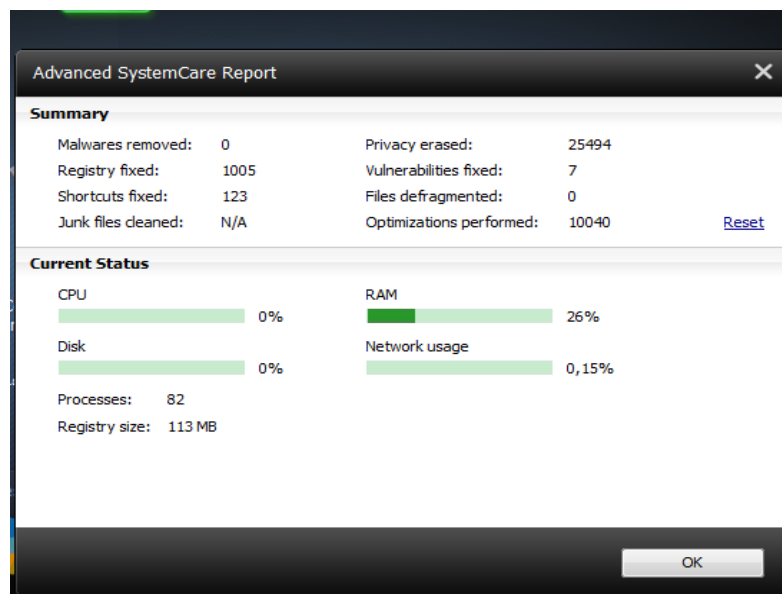 Advanced SystemCare Report
Summary
Malwares removed: 0 Privacy erased: 25494
Registry fixed: 1005 Vulnerabilities fixed: 7
Shortcuts fixed: 123 Files defragmented: 0
Junk files cleaned: N/A Optimizations performed: 10040 Reset
Current Status
CPU RAM
0% 26%
Disk Network usage
0% 0,15%
Processes: 82
Registry size: 113 MB
OK